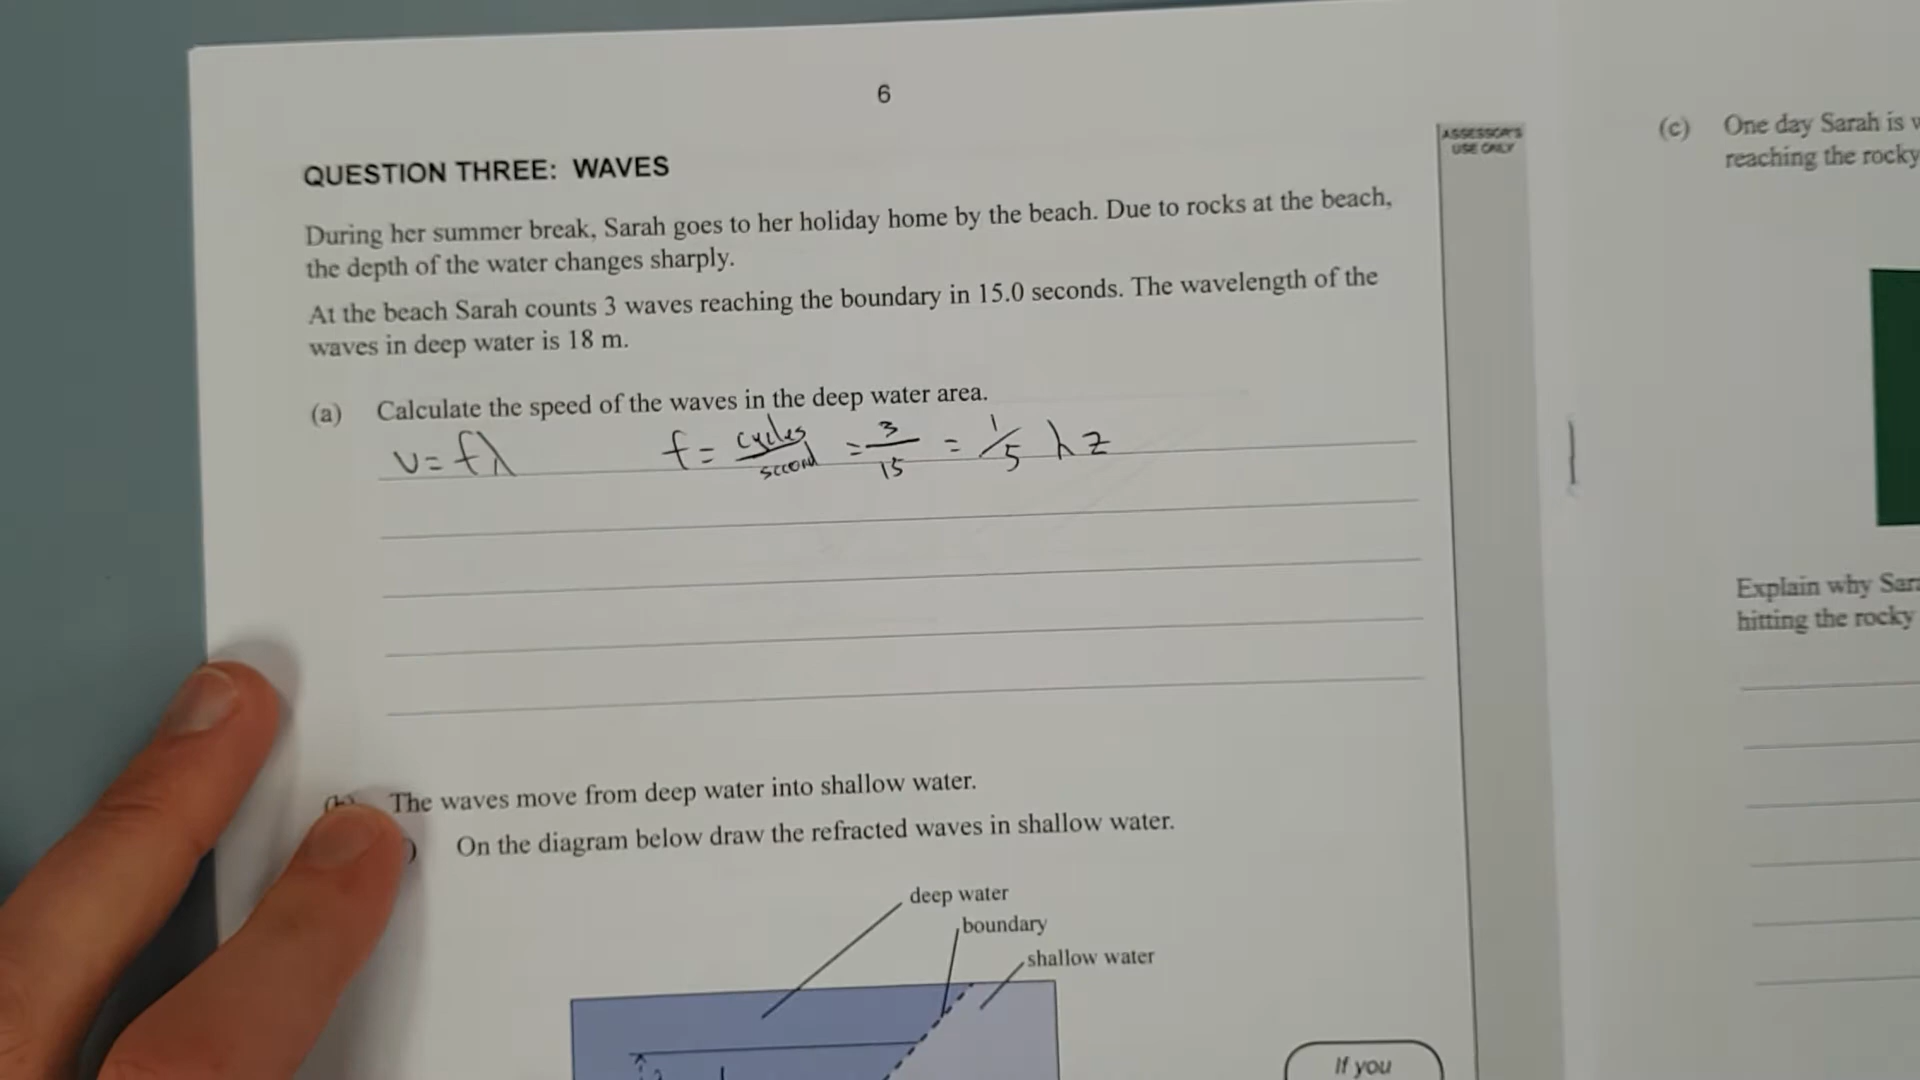 6
QUESTION THREE: WAVES
ASSESSOR'S
USE ONLY
During her summer break, Sarah goes to her holiday home by the beach. Due to rocks at the beach,
the depth of the water changes sharply.
At the beach Sarah counts 3 waves reaching the boundary in 15.0 seconds. The wavelength of the
waves in deep water is 18 m.
(a) Calculate the speed of the waves in the deep water area.
v = fλ f = cycles/second = 3/15 = 1/5 hz
The waves move from deep water into shallow water.
On the diagram below draw the refracted waves in shallow water.
deep water
boundary
shallow water
If you
(c) One day Sarah is
reaching the rocky
Explain why
hitting the rocky